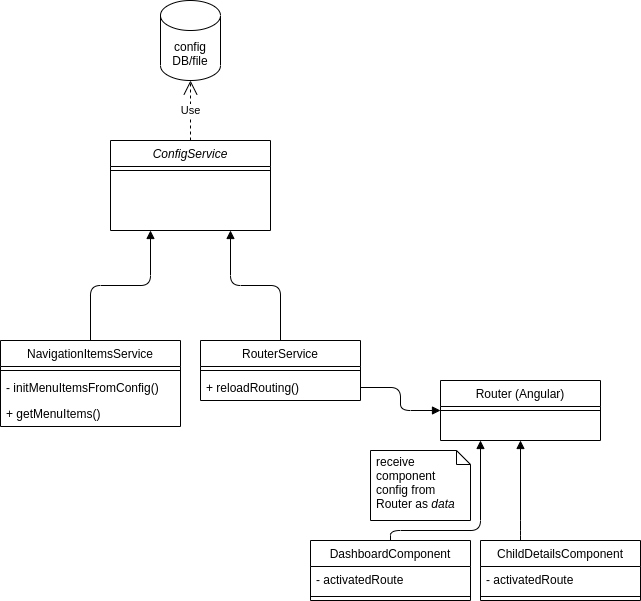 config
DB/file
Use
ConfigService
NavigationItemsService
- initMenuItemsFromConfig()
+ getMenuItems()
RouterService
+ reloadRouting()
Router (Angular)
receive
component
config from
Router as data
DashboardComponent
- activatedRoute
ChildDetailsComponent
- activatedRoute